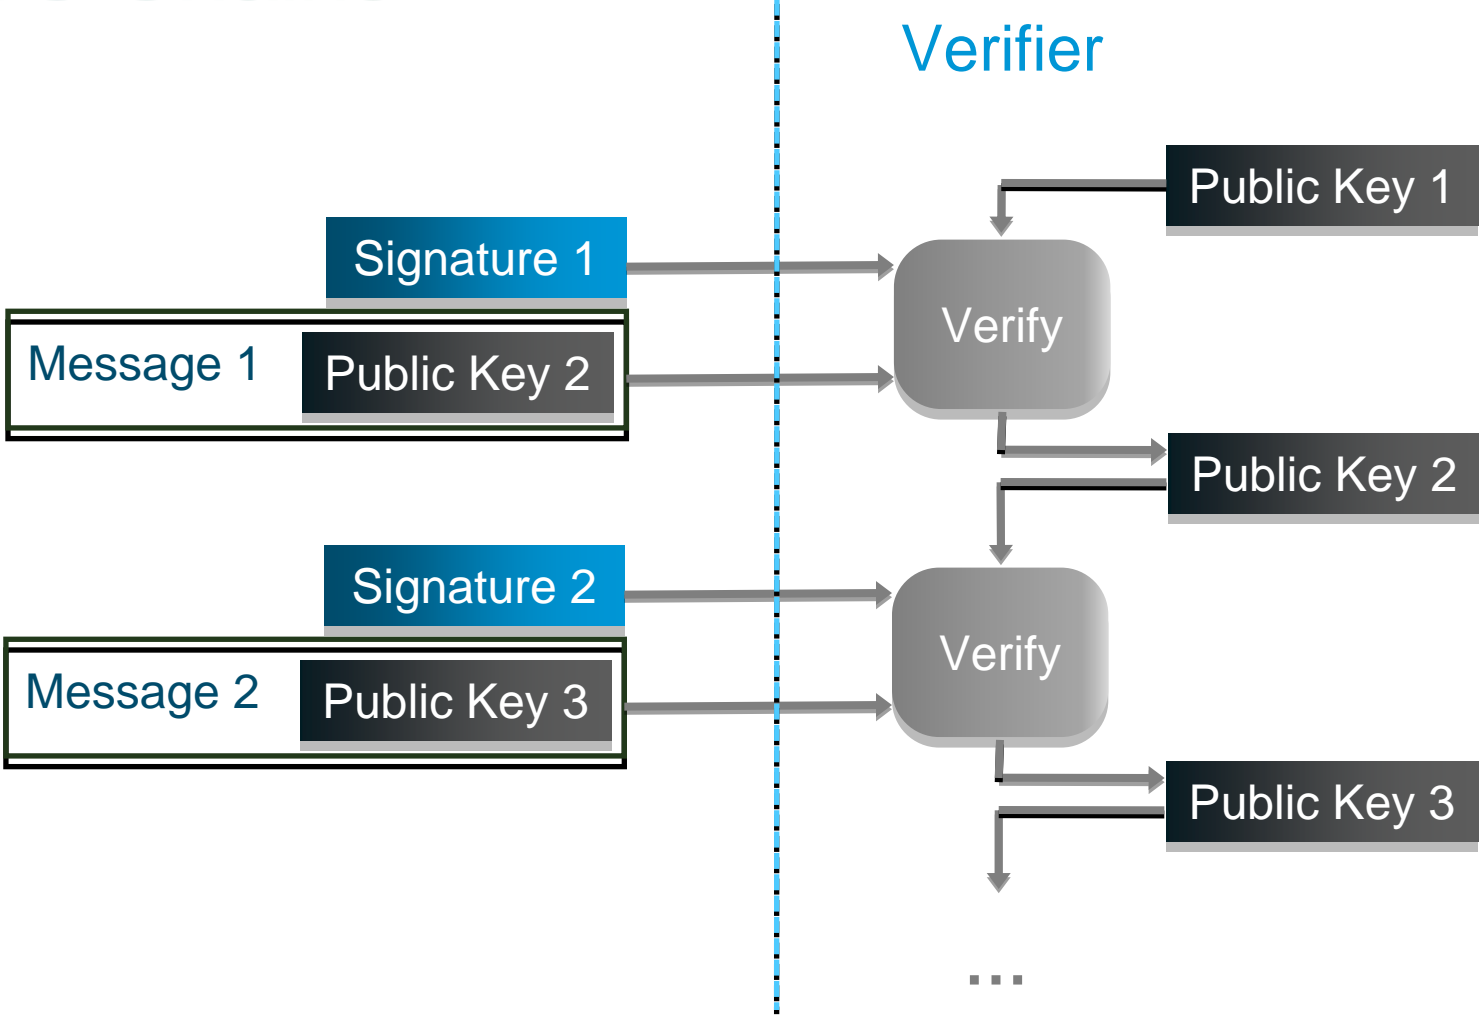 Verifier
Public Key 1
Signature 1
Verify
Message 1
Public Key 2
Public Key 2
Signature 2
Verify
Message 2
Public Key 3
Public Key 3
...